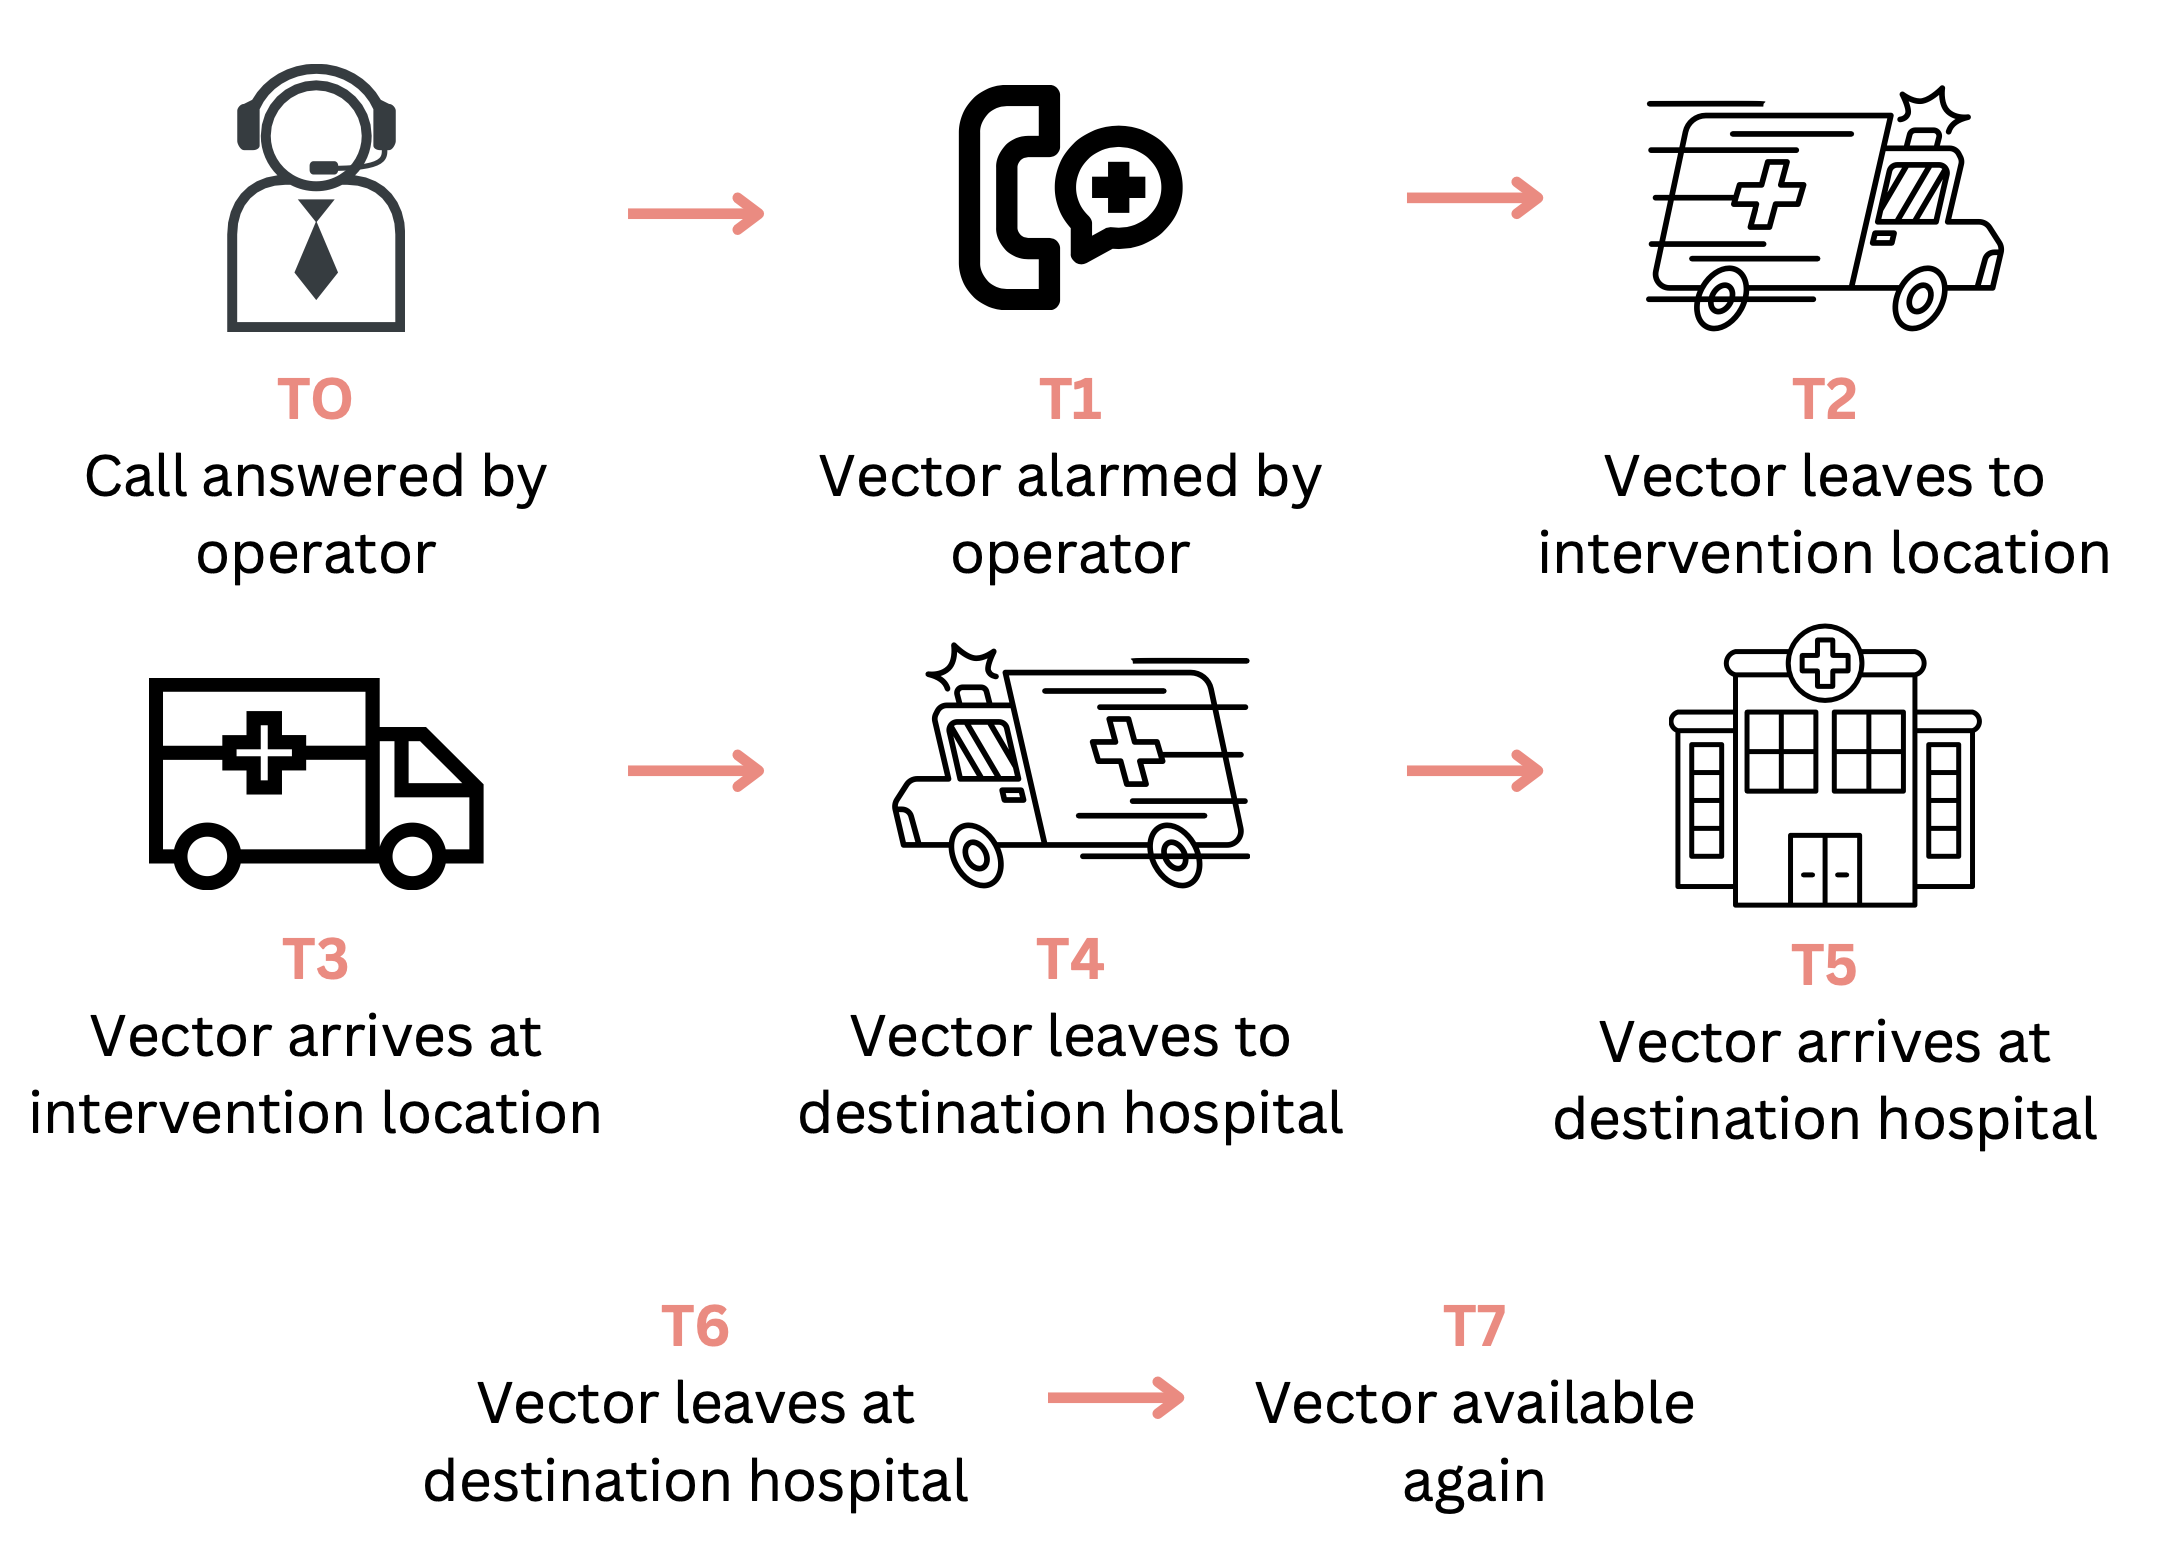 T0
Call answered by
operator
T1
Vector alarmed by
operator
T2
Vector leaves to
intervention location
T3
Vector arrives at
intervention location
T4
Vector leaves to
destination hospital
T5
Vector arrives at
destination hospital
T6
Vector leaves at
destination hospital
T7
Vector available
again